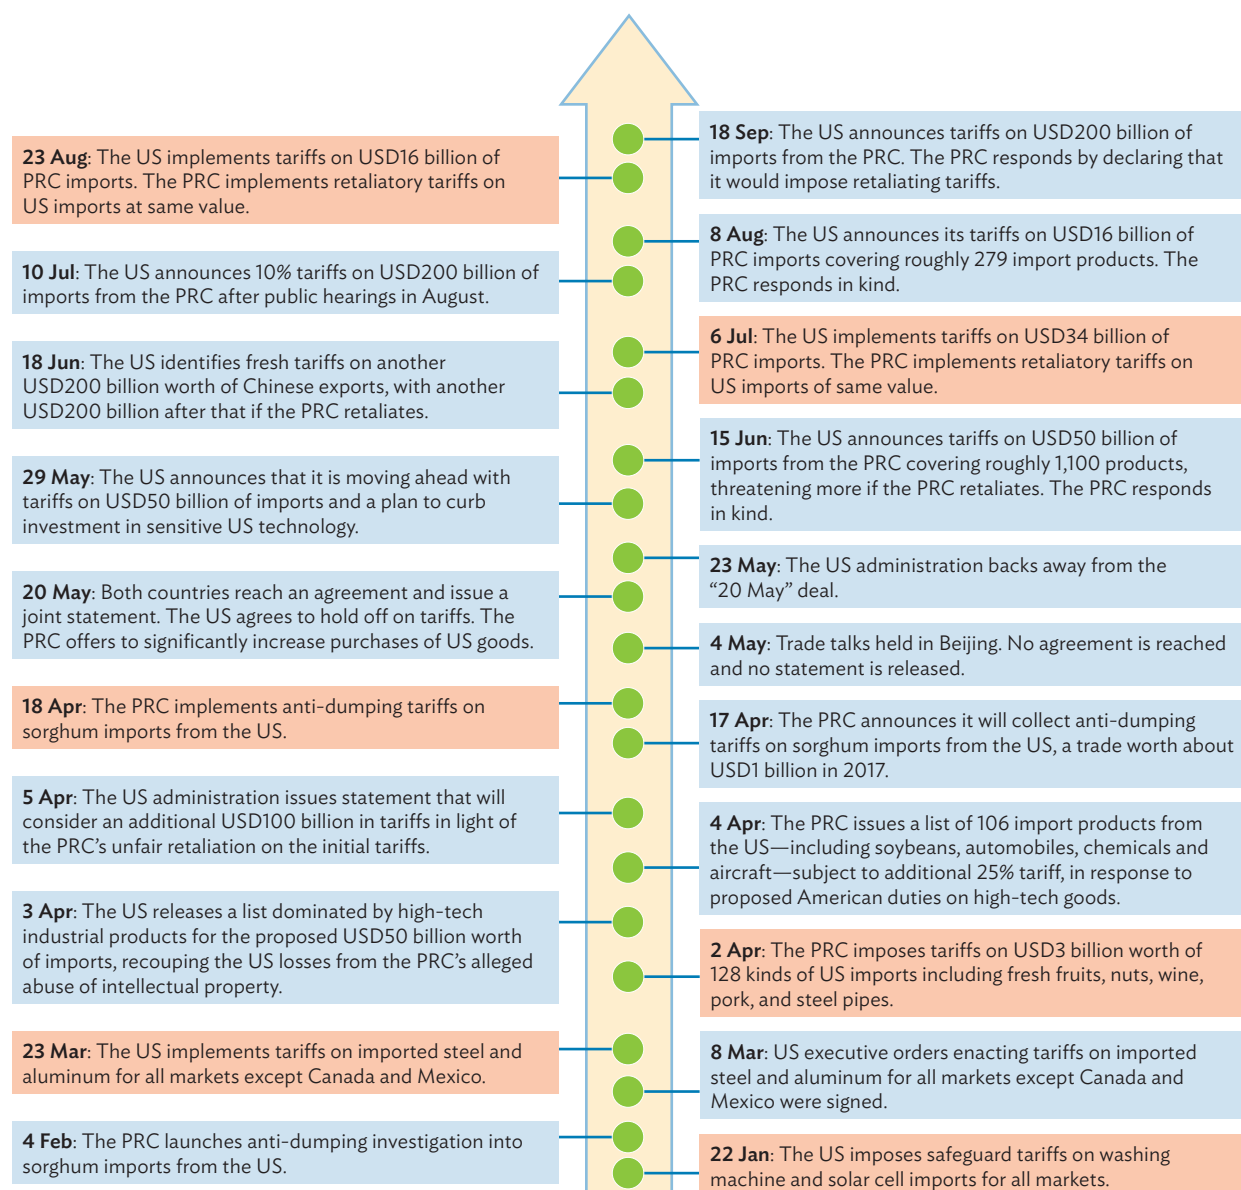 18 Sep: The US announces tariffs on USD200 billion of
imports from the PRC. The PRC responds by declaring that
it would impose retaliating tariffs.
23 Aug: The US implements tariffs on USD16 billion of
PRC imports. The PRC implements retaliatory tariffs on
US imports at same value.
8 Aug: The US announces its tariffs on USD16 billion of
PRC imports covering roughly 279 import products. The
PRC responds in kind.
10 Jul: The US announces 10% tariffs on USD200 billion of
imports from the PRC after public hearings in August.
6 Jul: The US implements tariffs on USD34 billion of
PRC imports. The PRC implements retaliatory tariffs on
US imports of same value.
18 Jun: The US identifies fresh tariffs on another
USD200 billion worth of Chinese exports, with another
USD200 billion after that if the PRC retaliates.
15 Jun: The US announces tariffs on USD50 billion of
imports from the PRC covering roughly 1,100 products,
threatening more if the PRC retaliates. The PRC responds
in kind.
29 May: The US announces that it is moving ahead with
tariffs on USD50 billion of imports and a plan to curb
investment in sensitive US technology.
23 May: The US administration backs away from the
“20 May” deal.
20 May: Both countries reach an agreement and issue a
joint statement. The US agrees to hold off on tariffs. The
PRC offers to significantly increase purchases of US goods.
4 May: Trade talks held in Beijing. No agreement is reached
and no statement is released.
18 Apr: The PRC implements anti-dumping tariffs on
sorghum imports from the US.
17 Apr: The PRC announces it will collect anti-dumping
tariffs on sorghum imports from the US, a trade worth about
USD1 billion in 2017.
5 Apr: The US administration issues statement that will
consider an additional USD100 billion in tariffs in light of
the PRC’s unfair retaliation on the initial tariffs.
4 Apr: The PRC issues a list of 106 import products from
the US—including soybeans, automobiles, chemicals and
aircraft—subject to additional 25% tariff, in response to
proposed American duties on high-tech goods.
3 Apr: The US releases a list dominated by high-tech
industrial products for the proposed USD50 billion worth
of imports, recouping the US losses from the PRC’s alleged
abuse of intellectual property.
2 Apr: The PRC imposes tariffs on USD3 billion worth of
128 kinds of US imports including fresh fruits, nuts, wine,
pork, and steel pipes.
23 Mar: The US implements tariffs on imported steel and
aluminum for all markets except Canada and Mexico.
8 Mar: US executive orders enacting tariffs on imported
steel and aluminum for all markets except Canada and
Mexico were signed.
4 Feb: The PRC launches anti-dumping investigation into
sorghum imports from the US.
22 Jan: The US imposes safeguard tariffs on washing
machine and solar cell imports for all markets.